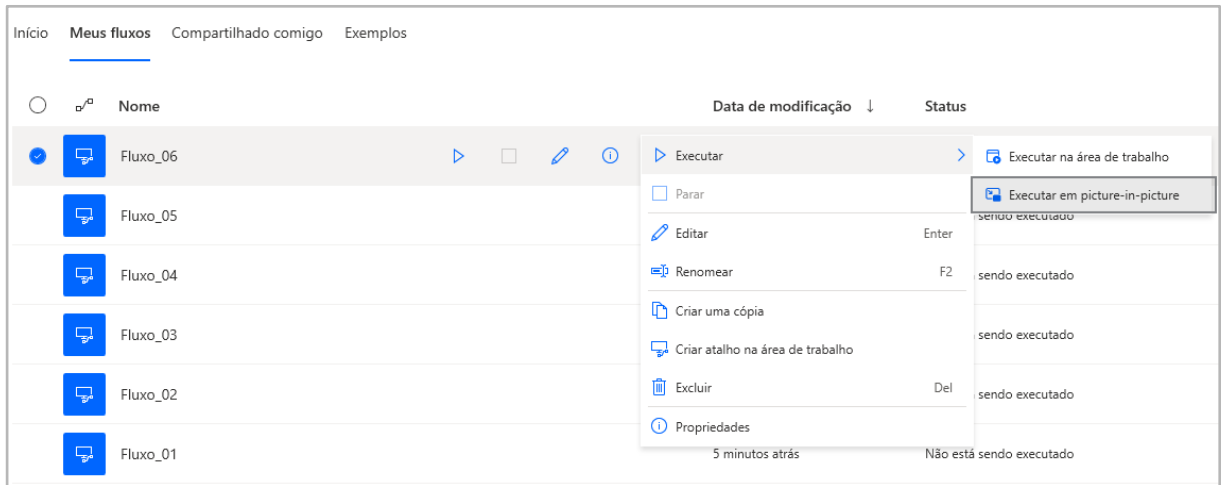 Início Meus fluxos Compartilhado comigo Exemplos
Nome Data de modificação ↓ Status
Fluxo_06 Executar Executar na área de trabalho
Parar Executar em picture-in-picture
Fluxo_05 sendo executado
Editar Enter
Renomear F2
Fluxo_04 sendo executado
Criar uma cópia
Fluxo_03 sendo executado
Criar atalho na área de trabalho
Excluir Del
Fluxo_02 sendo executado
Propriedades
Fluxo_01 5 minutos atrás Não está sendo executado